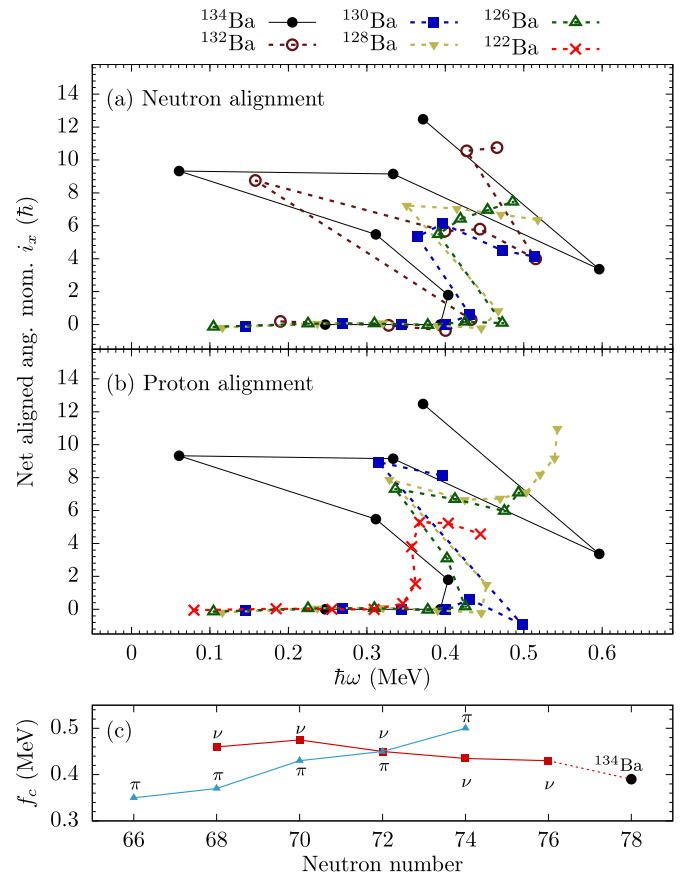 ¹³⁴Ba ¹³⁰Ba ¹²⁶Ba
¹³²Ba ¹²⁸Ba ¹²²Ba
(a) Neutron alignment
14
12
10
8
6
4
2
0
Net aligned ang. mom. iₓ (ħ)
(b) Proton alignment
14
12
10
8
6
4
2
0
0 0.1 0.2 0.3 0.4 0.5 0.6
ħω (MeV)
(c)
f_c (MeV)
0.5
0.4
0.3
ν ν ν π
π π π π ν ν
¹³⁴Ba
66 68 70 72 74 76 78
Neutron number